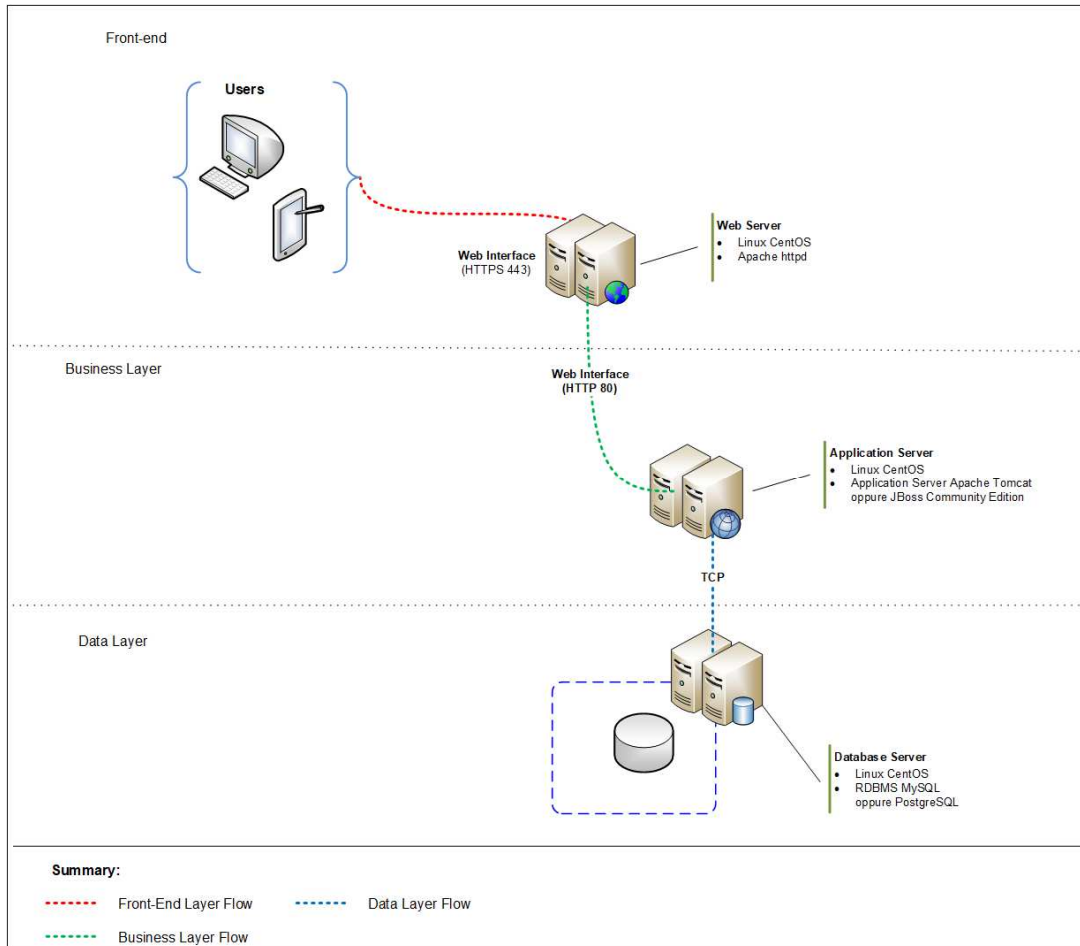 Front-end
Users
Web Interface
(HTTPS 443)
Web Server
• Linux CentOS
• Apache httpd
Business Layer
Web Interface
(HTTP 80)
Application Server
• Linux CentOS
• Application Server Apache Tomcat
oppure JBoss Community Edition
TCP
Data Layer
Database Server
• Linux CentOS
• RDBMS MySQL
oppure PostgreSQL
Summary:
Front-End Layer Flow
Data Layer Flow
Business Layer Flow